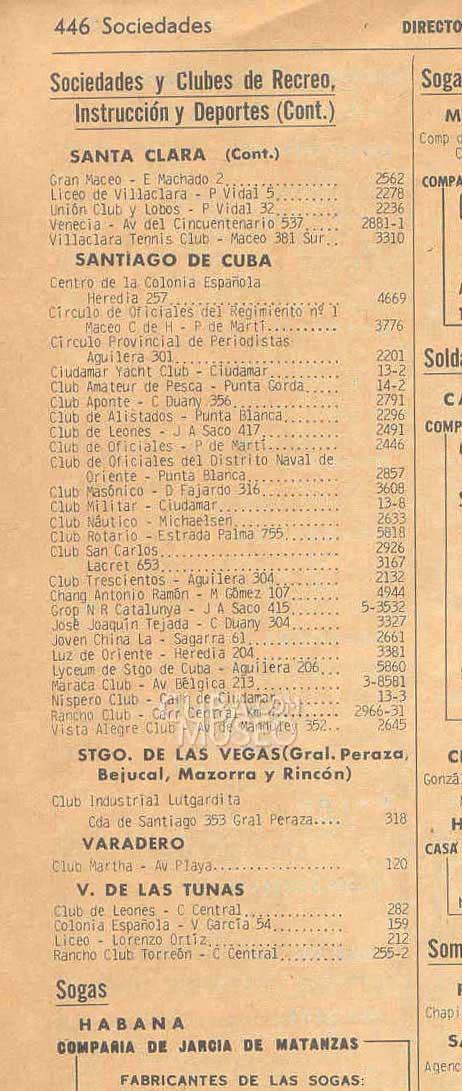 446 Sociedades
DIRECTO
Sociedades y Clubes de Recreo,
Instrucción y Deportes (Cont.)
SANTA CLARA (Cont.)
Gran Maceo - E Machado 2.............. 2562
Liceo de Villaclara - P Vidal 5......... 2278
Unión Club y Lobos - P Vidal 32......... 2236
Venecia - Av del Cincuentenario 537..... 2881-1
Villaclara Tennis Club - Maceo 381 Sur.. 3310
SANTIAGO DE CUBA
Centro de la Colonia Española
Heredia 257....................... 4669
Circulo de Oficiales del Regimiento nº 1
Maceo C de H - P de Martí.......... 3776
Circulo Provincial de Periodistas
Aguilera 301....................... 2201
Ciudamar Yacht Club - Ciudamar.......... 13-2
Club Amateur de Pesca - Punta Gorda..... 14-2
Club Aponte - C Duany 356............... 2791
Club de Alistados - Punta Blanca........ 2296
Club de Leones - J A Saco 417........... 2491
Club de Oficiales - P de Martí.......... 2446
Club de Oficiales del Distrito Naval de
Oriente - Punta Blanca............. 2857
Club Masónico - D Fajardo 316........... 3608
Club Militar - Ciudamar................. 13-8
Club Náutico - Michaelsen............... 2633
Club Rotario - Estrada Palma 755........ 5818
Club San Carlos......................... 2926
Lacret 653......................... 3167
Club Trescientos - Aguilera 304......... 2132
Chang Antonio Ramón - M Gómez 107....... 4944
Grop N R Catalunya - J A Saco 415....... 5-3532
José Joaquin Tejada - C Duany 304....... 3327
Joven China La - Sagarra 61............. 2661
Luz de Oriente - Heredia 204............ 3381
Lyceum de Stgo de Cuba - Aguilera 206... 5860
Maraca Club - Av Bélgica 213............ 3-8581
Nispero Club - Call de Ciudamar......... 13-3
Rancho Club - Carr Central Km........... 2966-31
Vista Alegre Club - Av de Manduley 352.. 2645
STGO. DE LAS VEGAS(Gral. Peraza,
Bejucal, Mazorra y Rincón)
Club Industrial Lutgardita
Cda de Santiago 353 Gral Peraza.... 318
VARADERO
Club Martha - Av Playa.................. 120
V. DE LAS TUNAS
Club de Leones - C Central.............. 282
Colonia Española - V García 54.......... 159
Liceo - Lorenzo Ortíz................... 212
Rancho Club Torreón - C Central......... 255-2
Sogas
HABANA
COMPAÑIA DE JARCIA DE MATANZAS
FABRICANTES DE LAS SOGAS:
Soga
M
Comp d
C
COMPA
Solda
CA
COMP
Gonzá
H
CASA
Som
Chapi
SA
Agenc